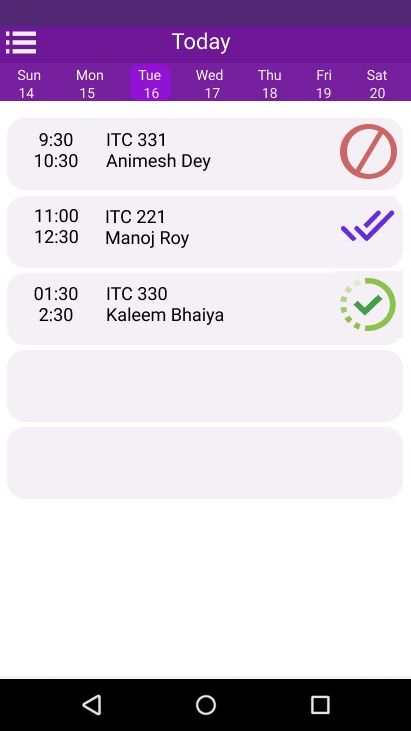 Today
Sun Mon Tue Wed Thu Fri Sat
14 15 16 17 18 19 20
9:30 ITC 331
10:30 Animesh Dey
11:00 ITC 221
12:30 Manoj Roy
01:30 ITC 330
2:30 Kaleem Bhaiya